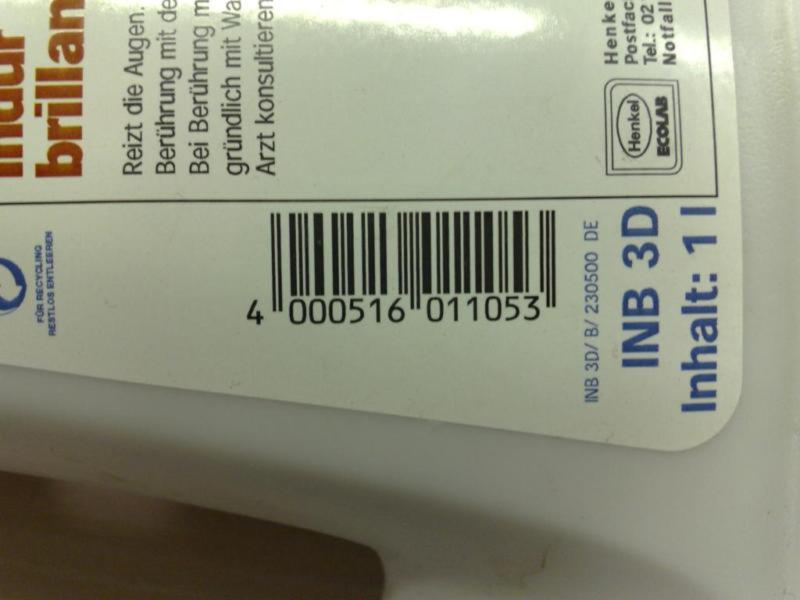 brillan
Reizt die Augen.
Berührung mit de
Bei Berührung m
gründlich mit Wa
Arzt konsultieren
Henke
Postfac
Tel.: 02
Notfall
Henkel
ECOLAB
FÜR RECYCLING
RESTLOS ENTLEEREN
4 000516 011053
INB 3D/ B/ 230500 DE
INB 3D
Inhalt: 1 l